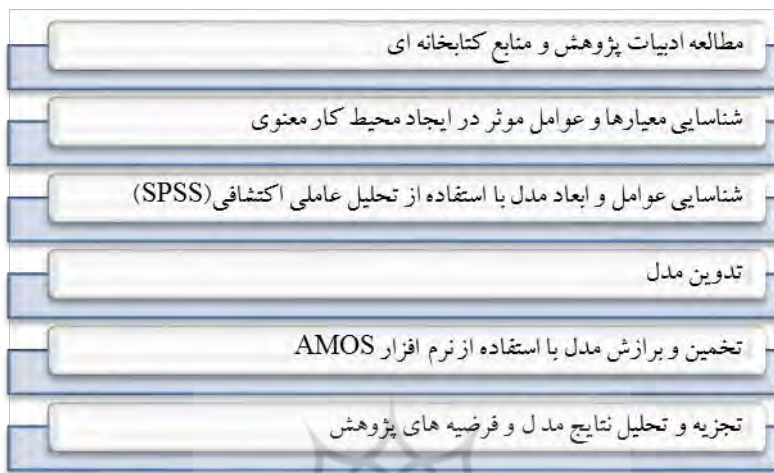 مطالعه ادبیات پژوهش و منابع کتابخانه ای
شناسایی معیارها و عوامل موثر در ایجاد محیط کار معنوی
شناسایی عوامل و ابعاد مدل با استفاده از تحلیل عاملی اکتشافی(SPSS)
تدوین مدل
تخمین و برازش مدل با استفاده از نرم افزار AMOS
تجزیه و تحلیل نتایج مد ل و فرضیه های پژوهش